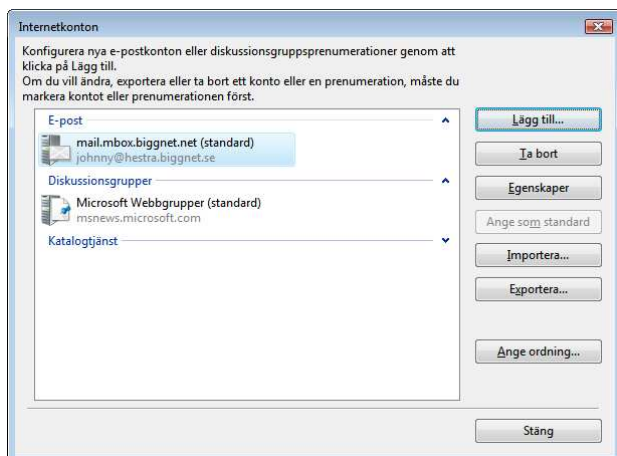 Internetkonton
Konfigurera nya e-postkonton eller diskussionsgruppsprenumerationer genom att
klicka på Lägg till.
Om du vill ändra, exportera eller ta bort ett konto eller en prenumeration, måste du
markera kontot eller prenumerationen först.
E-post
mail.mbox.biggnet.net (standard)
johnny@hestra.biggnet.se
Diskussionsgrupper
Microsoft Webbgrupper (standard)
msnews.microsoft.com
Katalogtjänst
Lägg till...
Ta bort
Egenskaper
Ange som standard
Importera...
Exportera...
Ange ordning...
Stäng